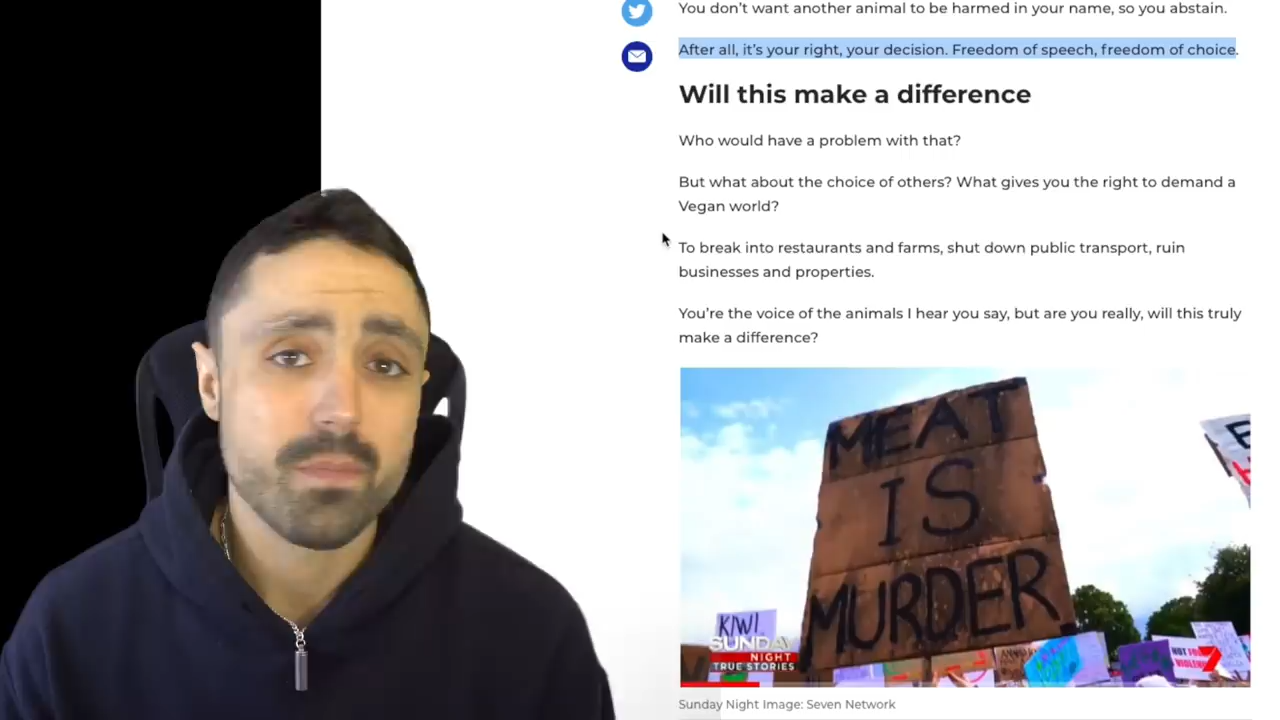 You don’t want another animal to be harmed in your name, so you abstain.
After all, it’s your right, your decision. Freedom of speech, freedom of choice.
Will this make a difference
Who would have a problem with that?
But what about the choice of others? What gives you the right to demand a
Vegan world?
To break into restaurants and farms, shut down public transport, ruin
businesses and properties.
You’re the voice of the animals I hear you say, but are you really, will this truly
make a difference?
MEAT
IS
MURDER
KIWI
SUNDAY
NIGHT
TRUE STORIES
7
Sunday Night Image: Seven Network